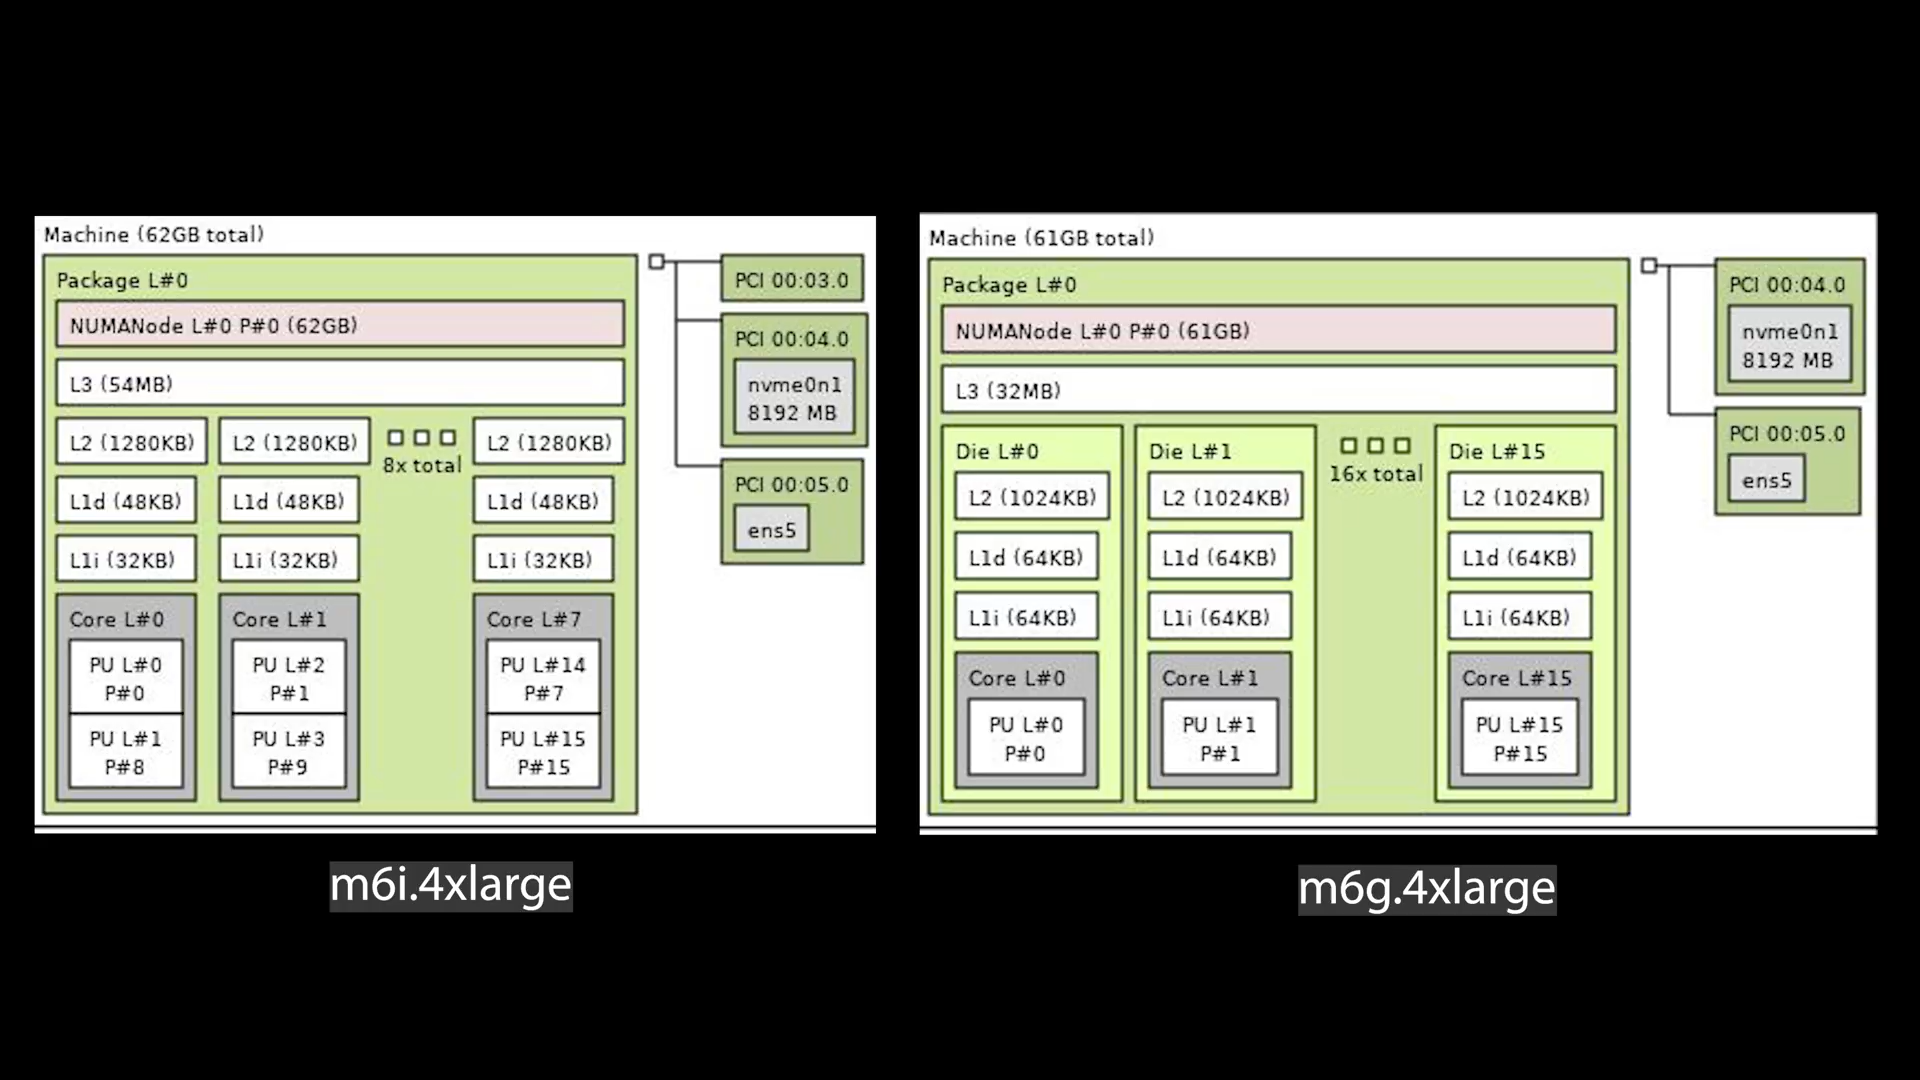 Machine (62GB total)
Package L#0
NUMANode L#0 P#0 (62GB)
L3 (54MB)
L2 (1280KB)
L2 (1280KB)
8x total
L2 (1280KB)
L1d (48KB)
L1d (48KB)
L1d (48KB)
L1i (32KB)
L1i (32KB)
L1i (32KB)
Core L#0
PU L#0
P#0
PU L#1
P#8
Core L#1
PU L#2
P#1
PU L#3
P#9
Core L#7
PU L#14
P#7
PU L#15
P#15
PCI 00:03.0
PCI 00:04.0
nvme0n1
8192 MB
PCI 00:05.0
ens5
m6i.4xlarge
Machine (61GB total)
Package L#0
NUMANode L#0 P#0 (61GB)
L3 (32MB)
Die L#0
L2 (1024KB)
L1d (64KB)
L1i (64KB)
Core L#0
PU L#0
P#0
Die L#1
L2 (1024KB)
L1d (64KB)
L1i (64KB)
Core L#1
PU L#1
P#1
16x total
Die L#15
L2 (1024KB)
L1d (64KB)
L1i (64KB)
Core L#15
PU L#15
P#15
PCI 00:04.0
nvme0n1
8192 MB
PCI 00:05.0
ens5
m6g.4xlarge